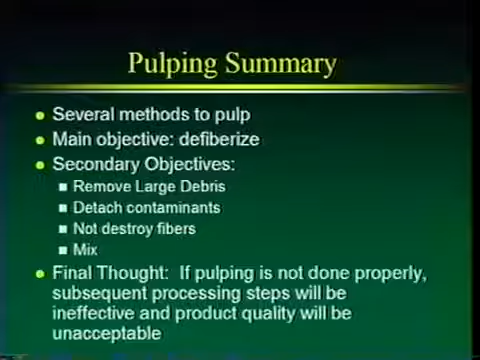 Pulping Summary
Several methods to pulp
Main objective: defiberize
Secondary Objectives:
Remove Large Debris
Detach contaminants
Not destroy fibers
Mix
Final Thought: If pulping is not done properly,
subsequent processing steps will be
ineffective and product quality will be
unacceptable